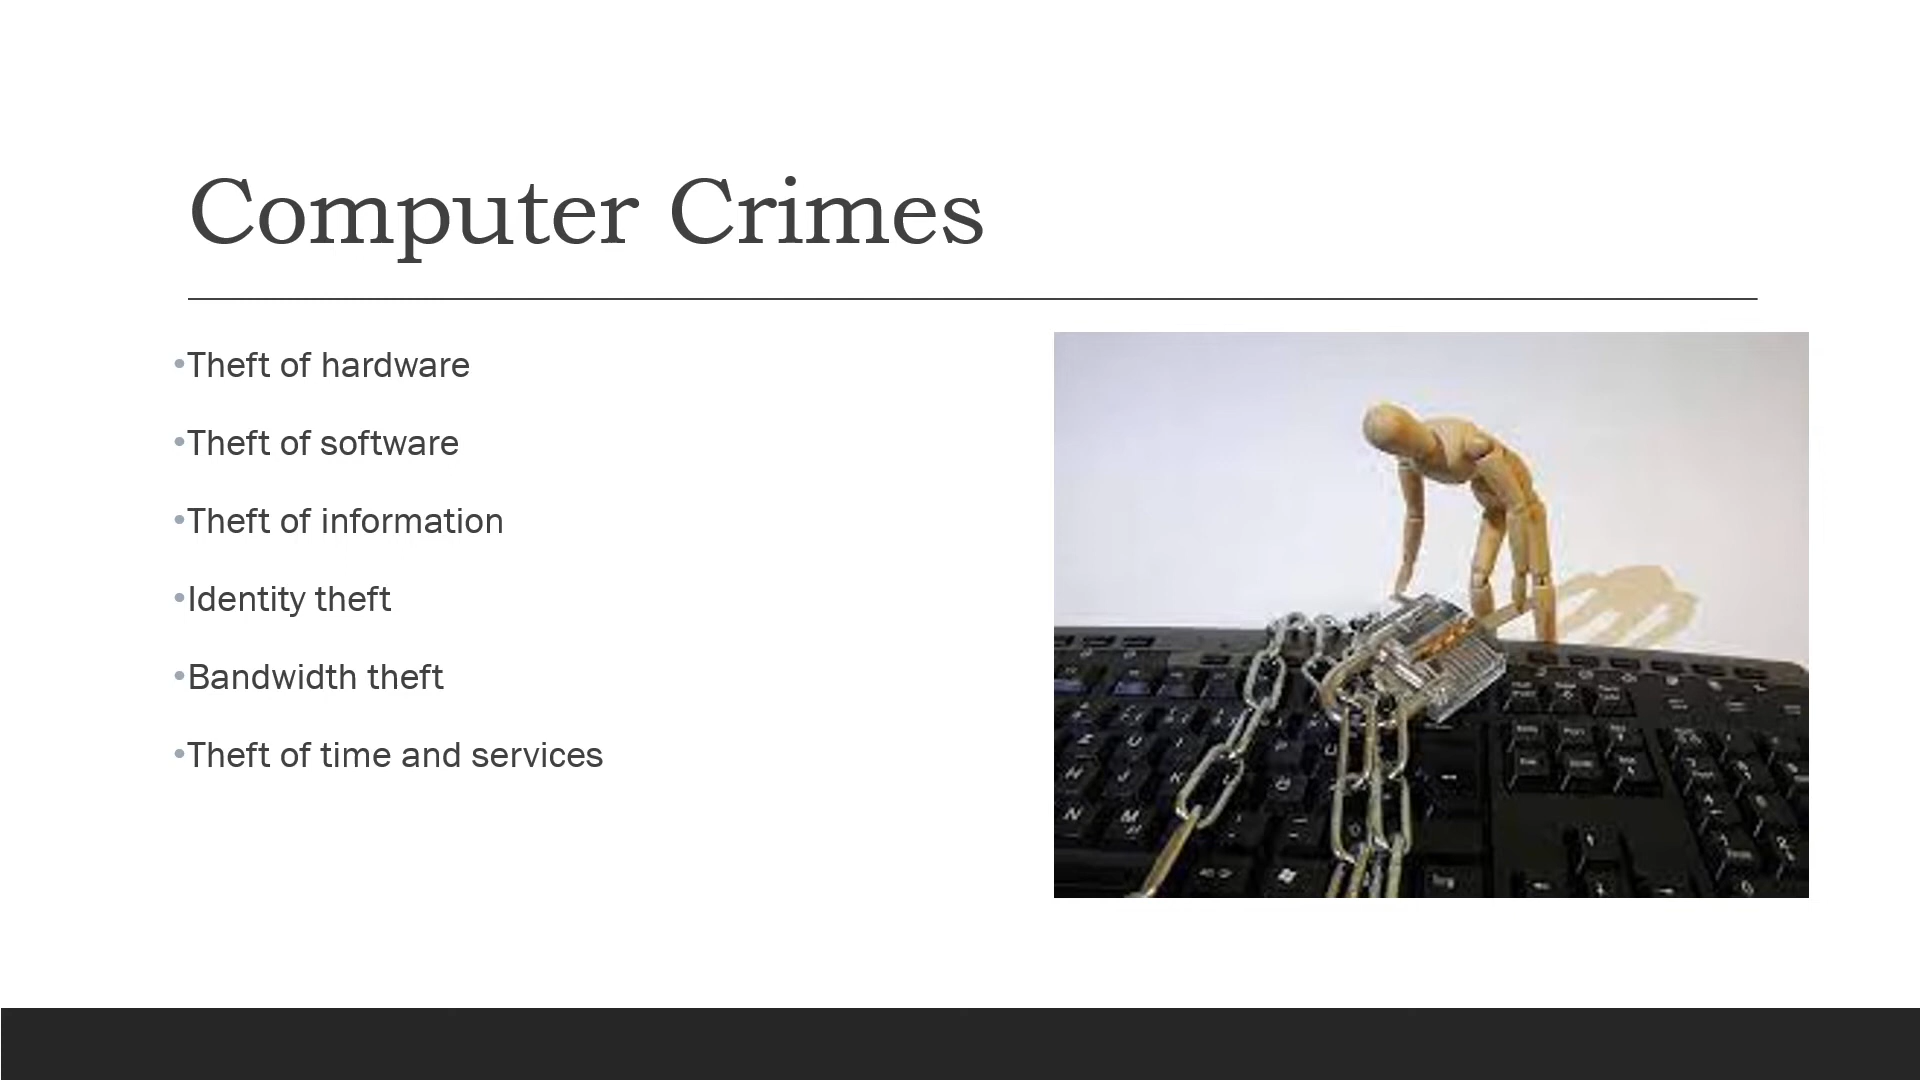 Computer Crimes
•Theft of hardware
•Theft of software
•Theft of information
•Identity theft
•Bandwidth theft
•Theft of time and services